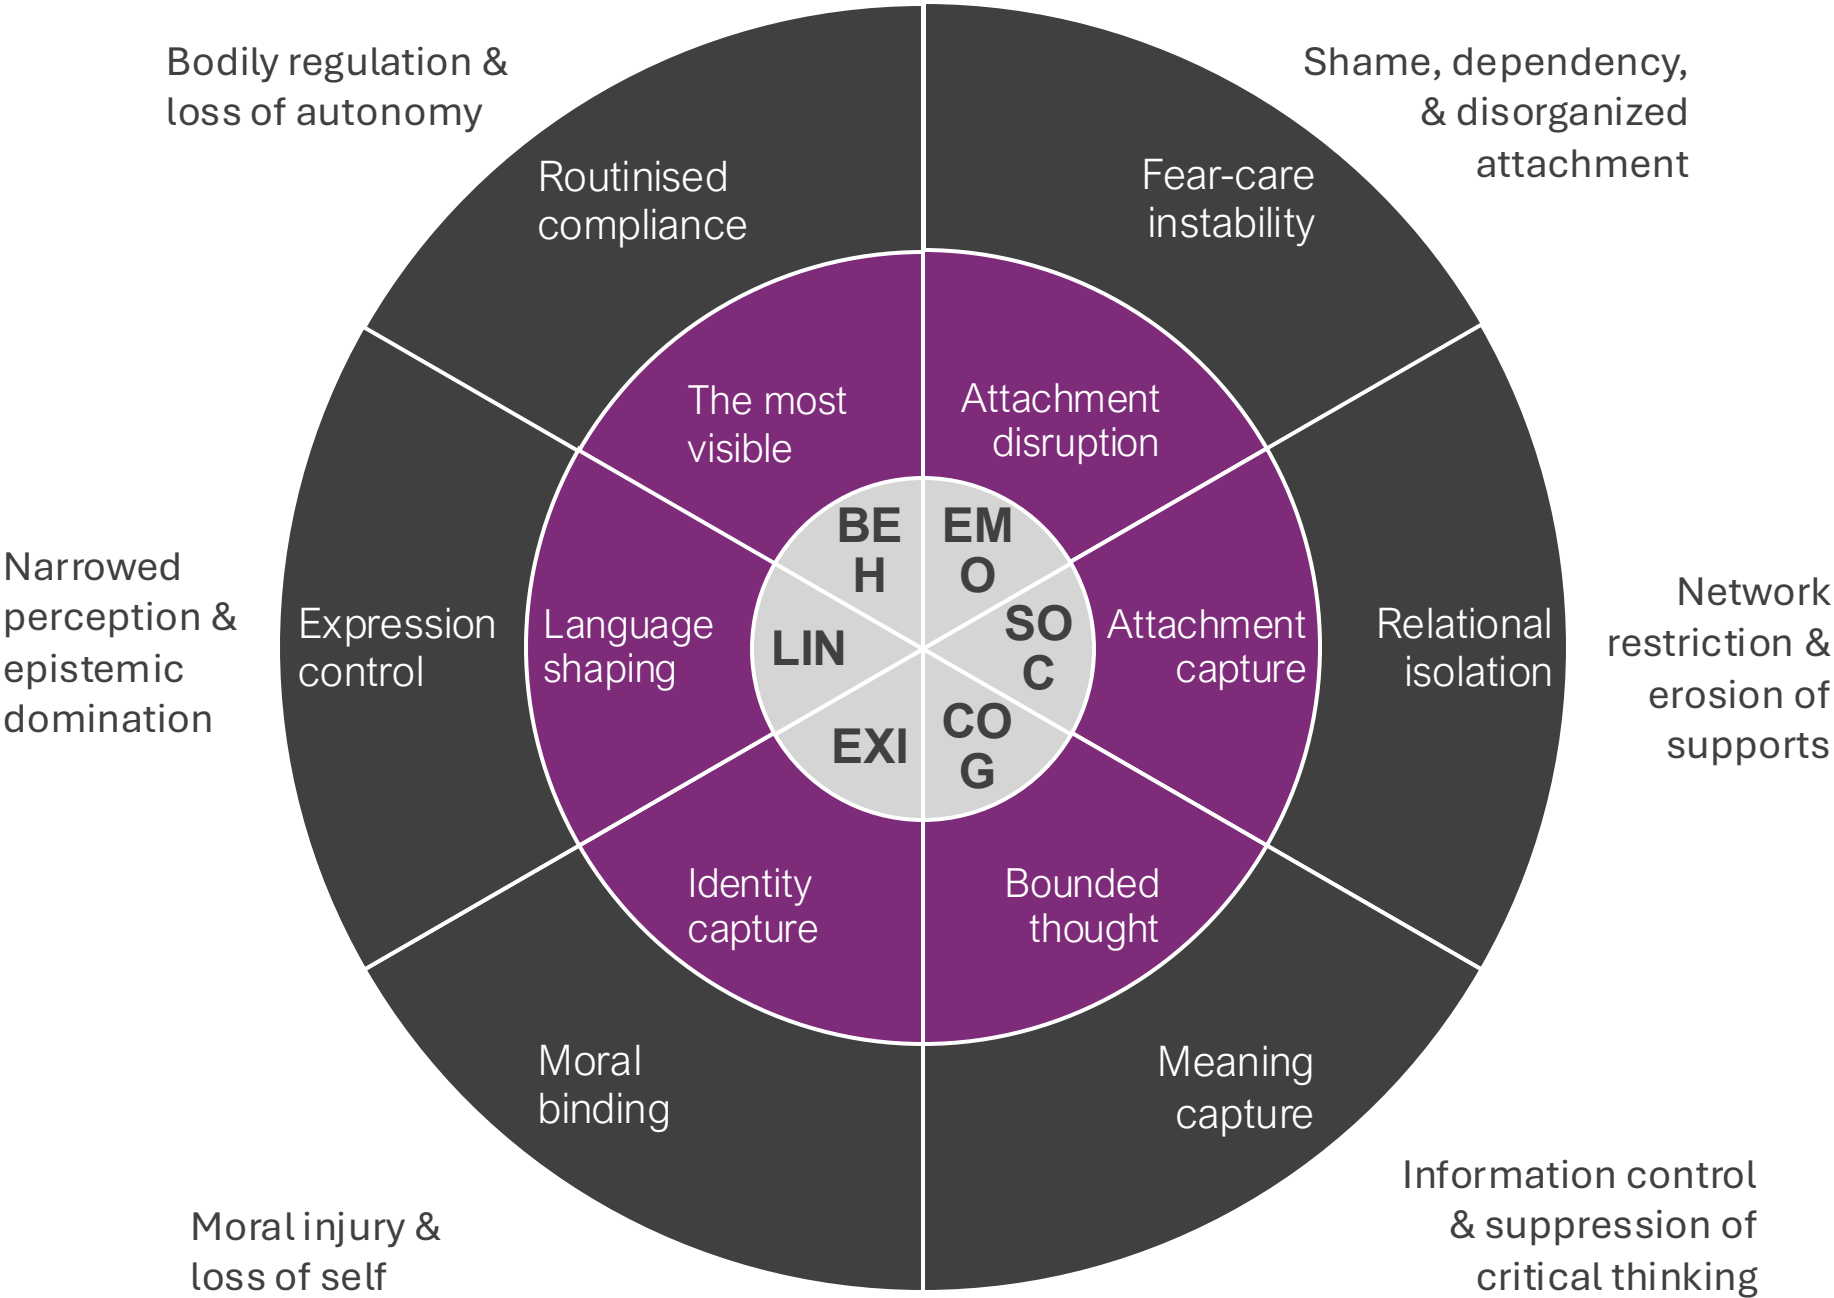 Bodily regulation &
loss of autonomy
Shame, dependency,
& disorganized
attachment
Routinised
compliance
Fear-care
instability
The most
visible
Attachment
disruption
BE
H
EM
O
Narrowed
perception &
epistemic
domination
Expression
control
Language
shaping
LIN
SO
C
Attachment
capture
Relational
isolation
Network
restriction &
erosion of
supports
EXI
CO
G
Identity
capture
Bounded
thought
Moral
binding
Meaning
capture
Moral injury &
loss of self
Information control
& suppression of
critical thinking